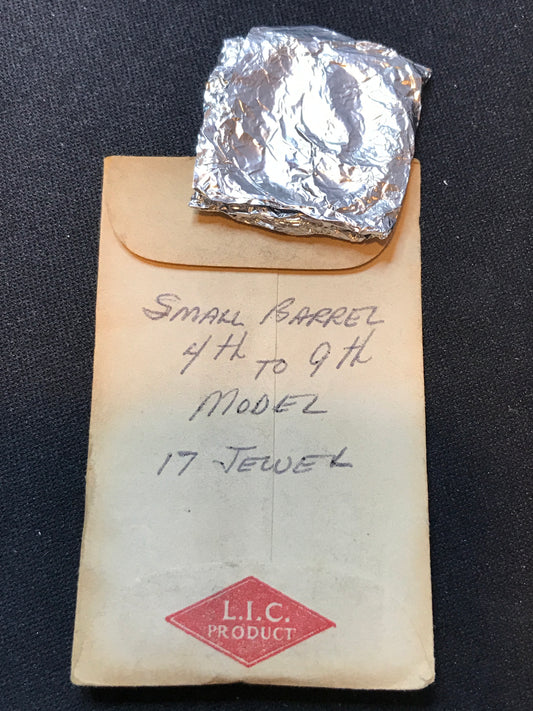 SMALL BARREL
4th TO 9th
MODEL
17 JEWEL
L.I.C.
PRODUCT